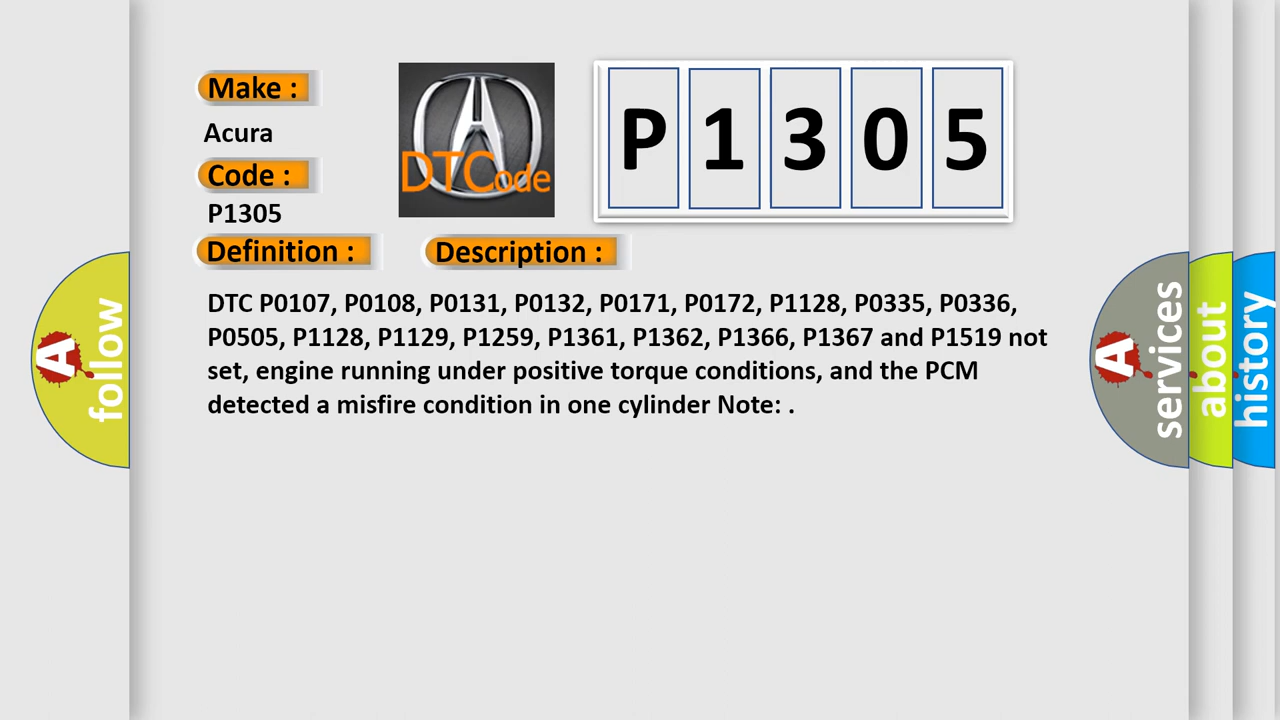 Make :
Acura
Code :
P1305
DTCode
P 1 3 0 5
Definition :
Description :
DTC P0107, P0108, P0131, P0132, P0171, P0172, P1128, P0335, P0336,
P0505, P1128, P1129, P1259, P1361, P1362, P1366, P1367 and P1519 not
set, engine running under positive torque conditions, and the PCM
detected a misfire condition in one cylinder Note: .
A
follow
A
services
about
history